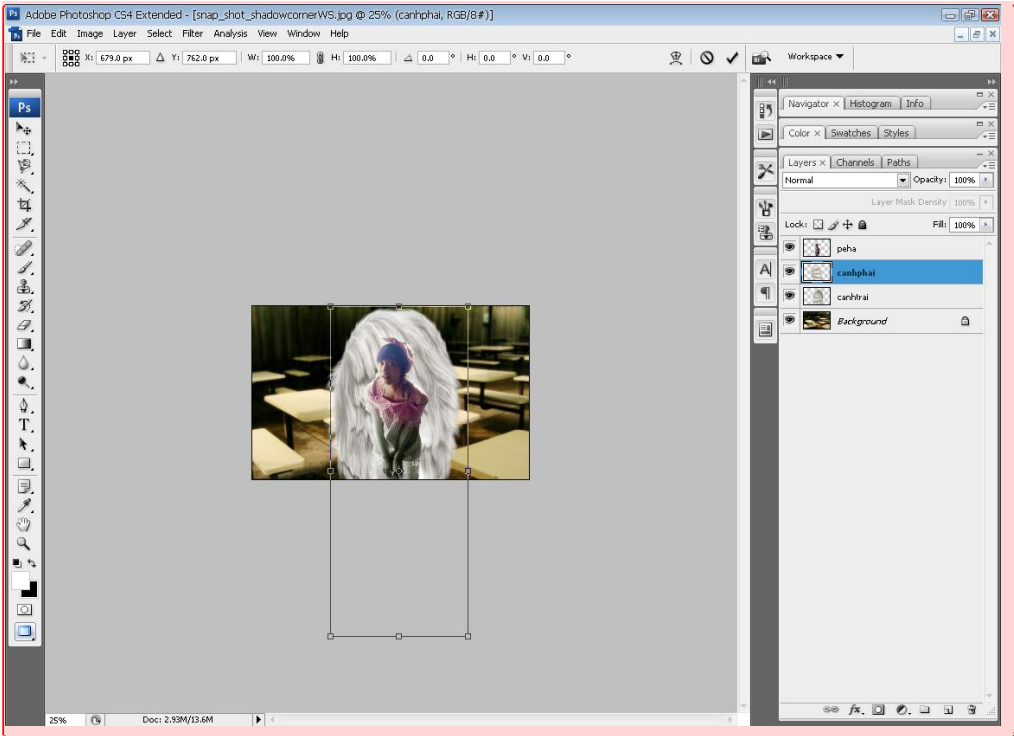 Adobe Photoshop CS4 Extended - [snap_shot_shadowcornerWS.jpg @ 25% (canhphai, RGB/8#)]
File Edit Image Layer Select Filter Analysis View Window Help
X: 679.0 px Y: 762.0 px W: 100.0% H: 100.0% 0.0 ° H: 0.0 ° V: 0.0 ° Workspace
Ps
Navigator × Histogram Info
Color × Swatches Styles
Layers × Channels Paths
Normal Opacity: 100%
Layer Mask Density 100%
Lock: Fill: 100%
peha
canhphai
canhtrai
Background
25% Doc: 2.93M/13.6M